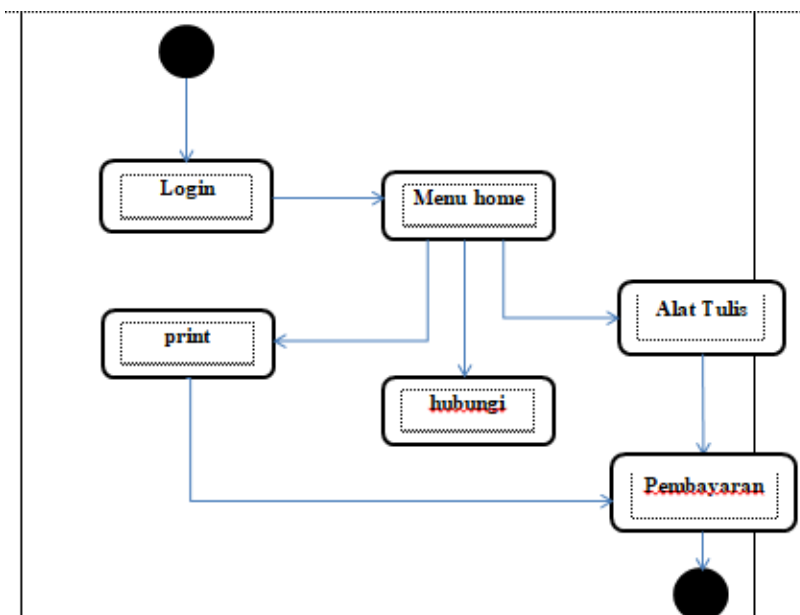 Login
Menu home
Alat Tulis
print
hubungi
Pembayaran